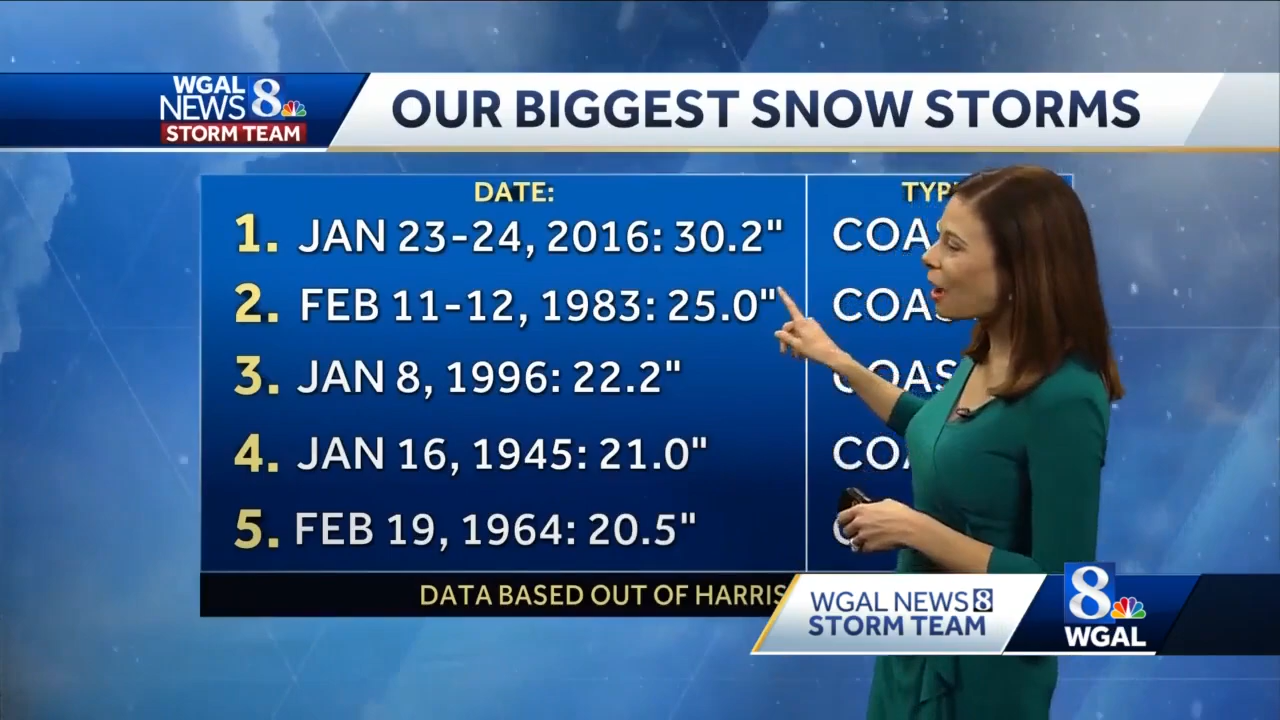 WGAL
NEWS 8
STORM TEAM
OUR BIGGEST SNOW STORMS
DATE:
1. JAN 23-24, 2016: 30.2"
2. FEB 11-12, 1983: 25.0"
3. JAN 8, 1996: 22.2"
4. JAN 16, 1945: 21.0"
5. FEB 19, 1964: 20.5"
DATA BASED OUT OF
WGAL NEWS 8
STORM TEAM
8
WGAL